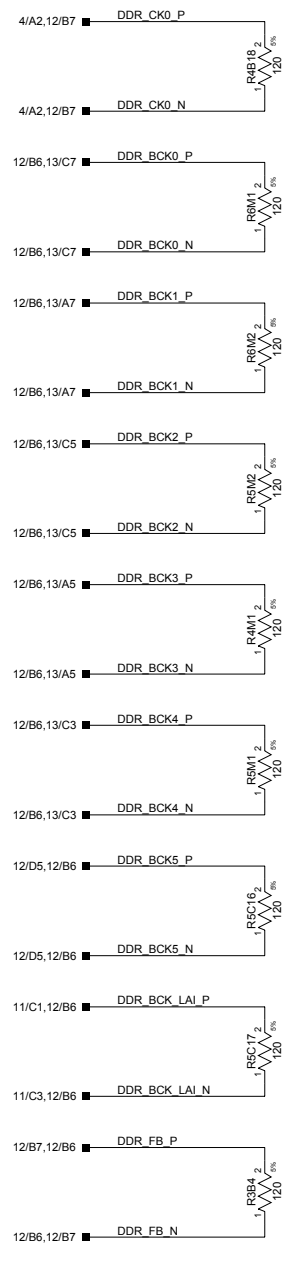 4/A2,12/B7 DDR_CK0_P
2 5%
R4B18
120
1
4/A2,12/B7 DDR_CK0_N
12/B6,13/C7 DDR_BCK0_P
2 5%
R6M1
120
1
12/B6,13/C7 DDR_BCK0_N
12/B6,13/A7 DDR_BCK1_P
2 5%
R6M2
120
1
12/B6,13/A7 DDR_BCK1_N
12/B6,13/C5 DDR_BCK2_P
2 5%
R5M2
120
1
12/B6,13/C5 DDR_BCK2_N
12/B6,13/A5 DDR_BCK3_P
2 5%
R4M1
120
1
12/B6,13/A5 DDR_BCK3_N
12/B6,13/C3 DDR_BCK4_P
2 5%
R5M1
120
1
12/B6,13/C3 DDR_BCK4_N
12/D5,12/B6 DDR_BCK5_P
2 5%
R5C16
120
1
12/D5,12/B6 DDR_BCK5_N
11/C1,12/B6 DDR_BCK_LAI_P
2 5%
R5C17
120
1
11/C3,12/B6 DDR_BCK_LAI_N
12/B7,12/B6 DDR_FB_P
2 5%
R3B4
120
1
12/B6,12/B7 DDR_FB_N